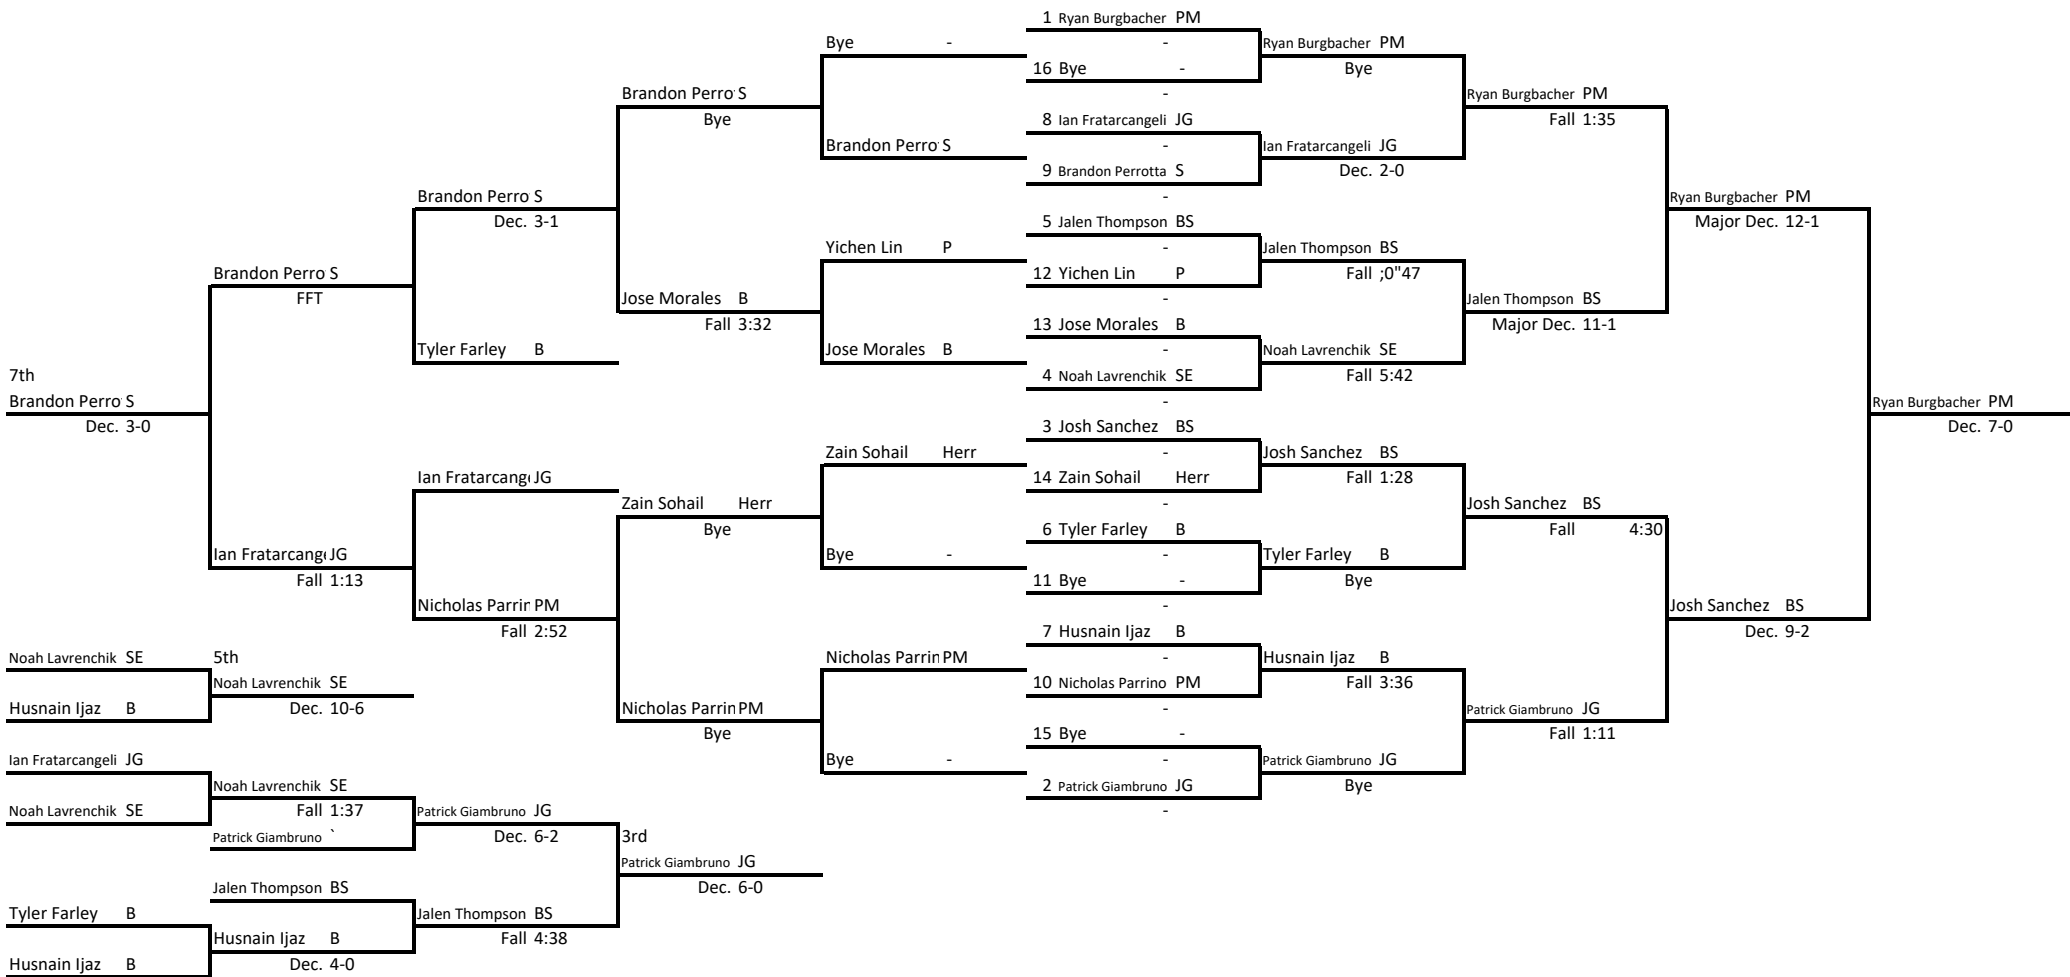 1 Ryan Burgbacher PM
Bye - - Ryan Burgbacher PM
16 Bye - Bye
Brandon Perro S - Ryan Burgbacher PM
Bye 8 Ian Fratarcangeli JG Fall 1:35
Brandon Perro S - Ian Fratarcangeli JG
9 Brandon Perrotta S Dec. 2-0
Brandon Perro S - Ryan Burgbacher PM
Dec. 3-1 5 Jalen Thompson BS Major Dec. 12-1
Yichen Lin P - Jalen Thompson BS
Brandon Perro S 12 Yichen Lin P Fall ;0"47
FFT Jose Morales B - Jalen Thompson BS
Fall 3:32 13 Jose Morales B Major Dec. 11-1
Tyler Farley B Jose Morales B - Noah Lavrenchik SE
7th 4 Noah Lavrenchik SE Fall 5:42
Brandon Perro S - Ryan Burgbacher PM
Dec. 3-0 3 Josh Sanchez BS Dec. 7-0
Zain Sohail Herr - Josh Sanchez BS
Ian Fratarcang JG 14 Zain Sohail Herr Fall 1:28
Zain Sohail Herr - Josh Sanchez BS
Bye 6 Tyler Farley B Fall 4:30
Ian Fratarcang JG Bye - - Tyler Farley B
Fall 1:13 11 Bye - Bye
Nicholas Parrin PM - Josh Sanchez BS
Fall 2:52 7 Husnain Ijaz B Dec. 9-2
Noah Lavrenchik SE 5th Nicholas Parrin PM - Husnain Ijaz B
Noah Lavrenchik SE 10 Nicholas Parrino PM Fall 3:36
Husnain Ijaz B Dec. 10-6 Nicholas Parrin PM - Patrick Giambruno JG
Bye 15 Bye - Fall 1:11
Ian Fratarcangeli JG Bye - - Patrick Giambruno JG
Noah Lavrenchik SE 2 Patrick Giambruno JG Bye
Noah Lavrenchik SE Fall 1:37 Patrick Giambruno JG -
Patrick Giambruno ` Dec. 6-2 3rd
Patrick Giambruno JG
Jalen Thompson BS Dec. 6-0
Tyler Farley B Jalen Thompson BS
Husnain Ijaz B Fall 4:38
Husnain Ijaz B Dec. 4-0